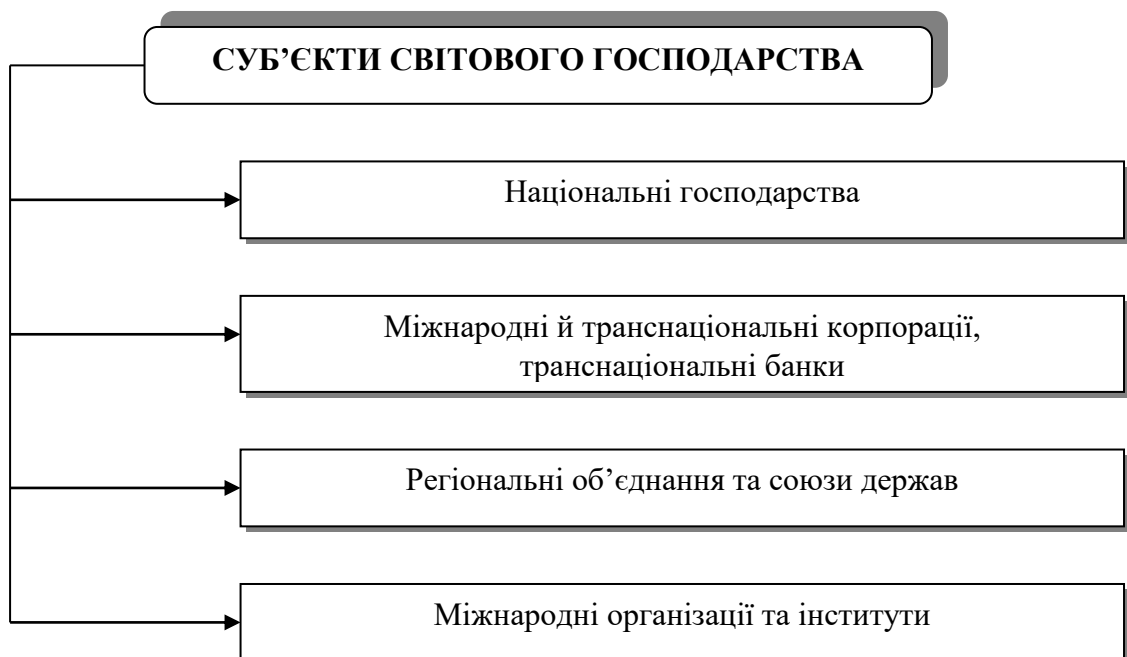 СУБ’ЄКТИ СВІТОВОГО ГОСПОДАРСТВА
Національні господарства
Міжнародні й транснаціональні корпорації,
транснаціональні банки
Регіональні об’єднання та союзи держав
Міжнародні організації та інститути